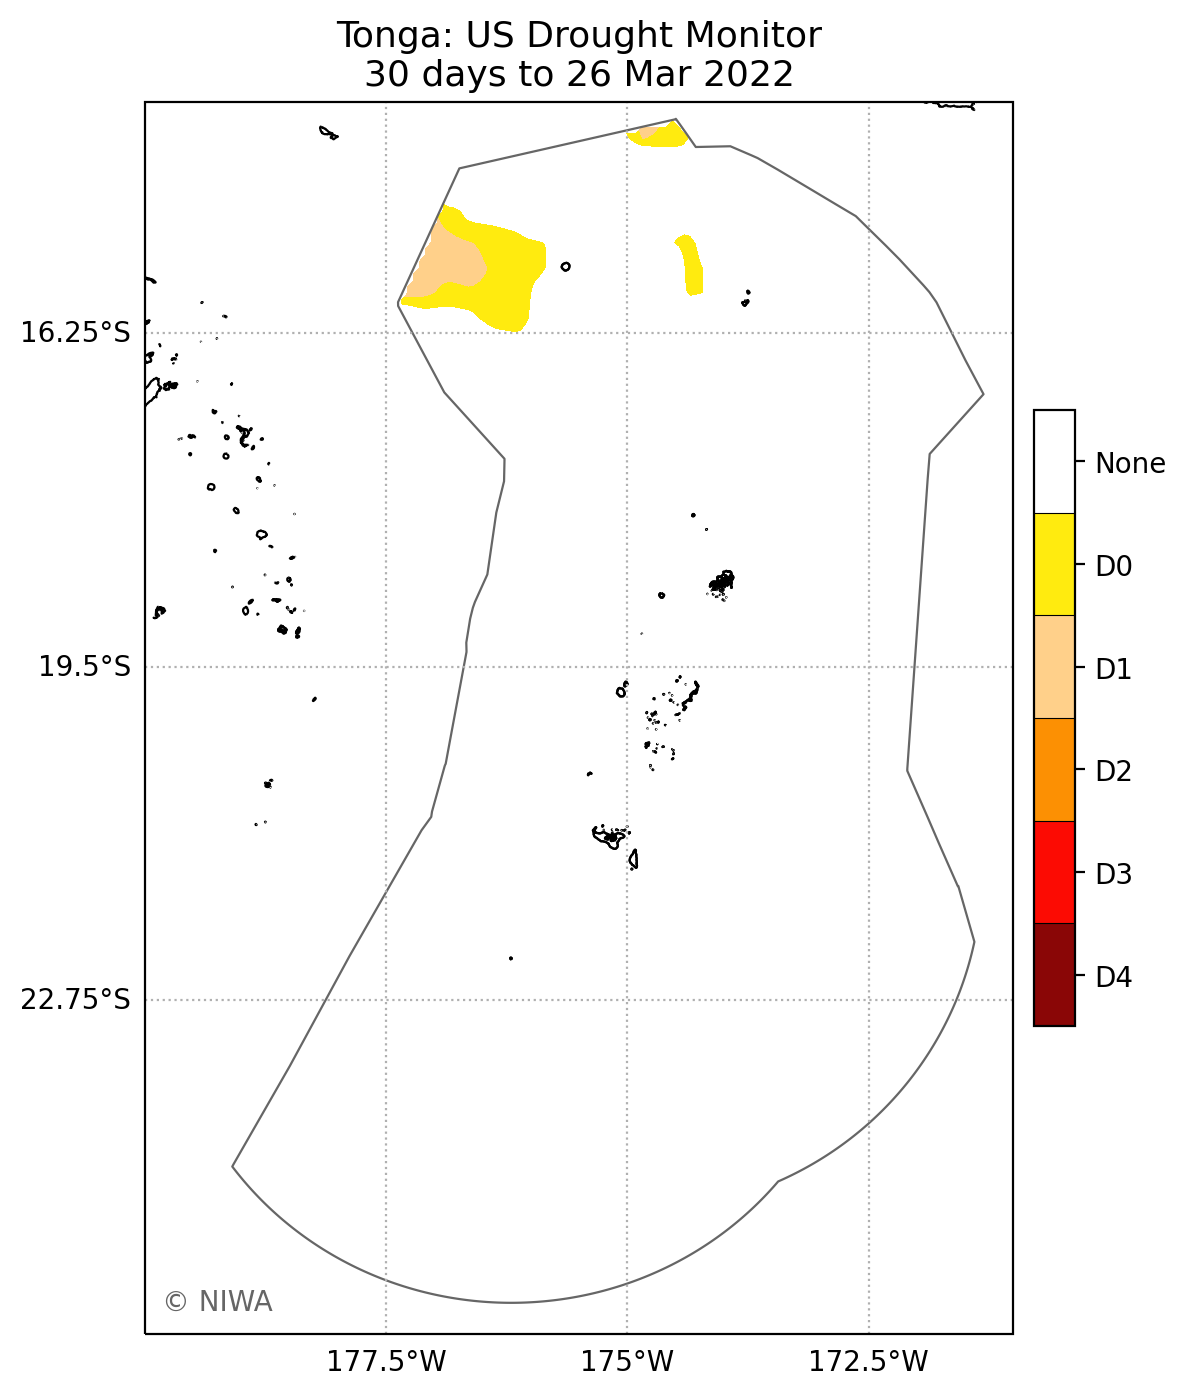 Tonga: US Drought Monitor
30 days to 26 Mar 2022
16.25°S
19.5°S
22.75°S
177.5°W
175°W
172.5°W
None
D0
D1
D2
D3
D4
© NIWA